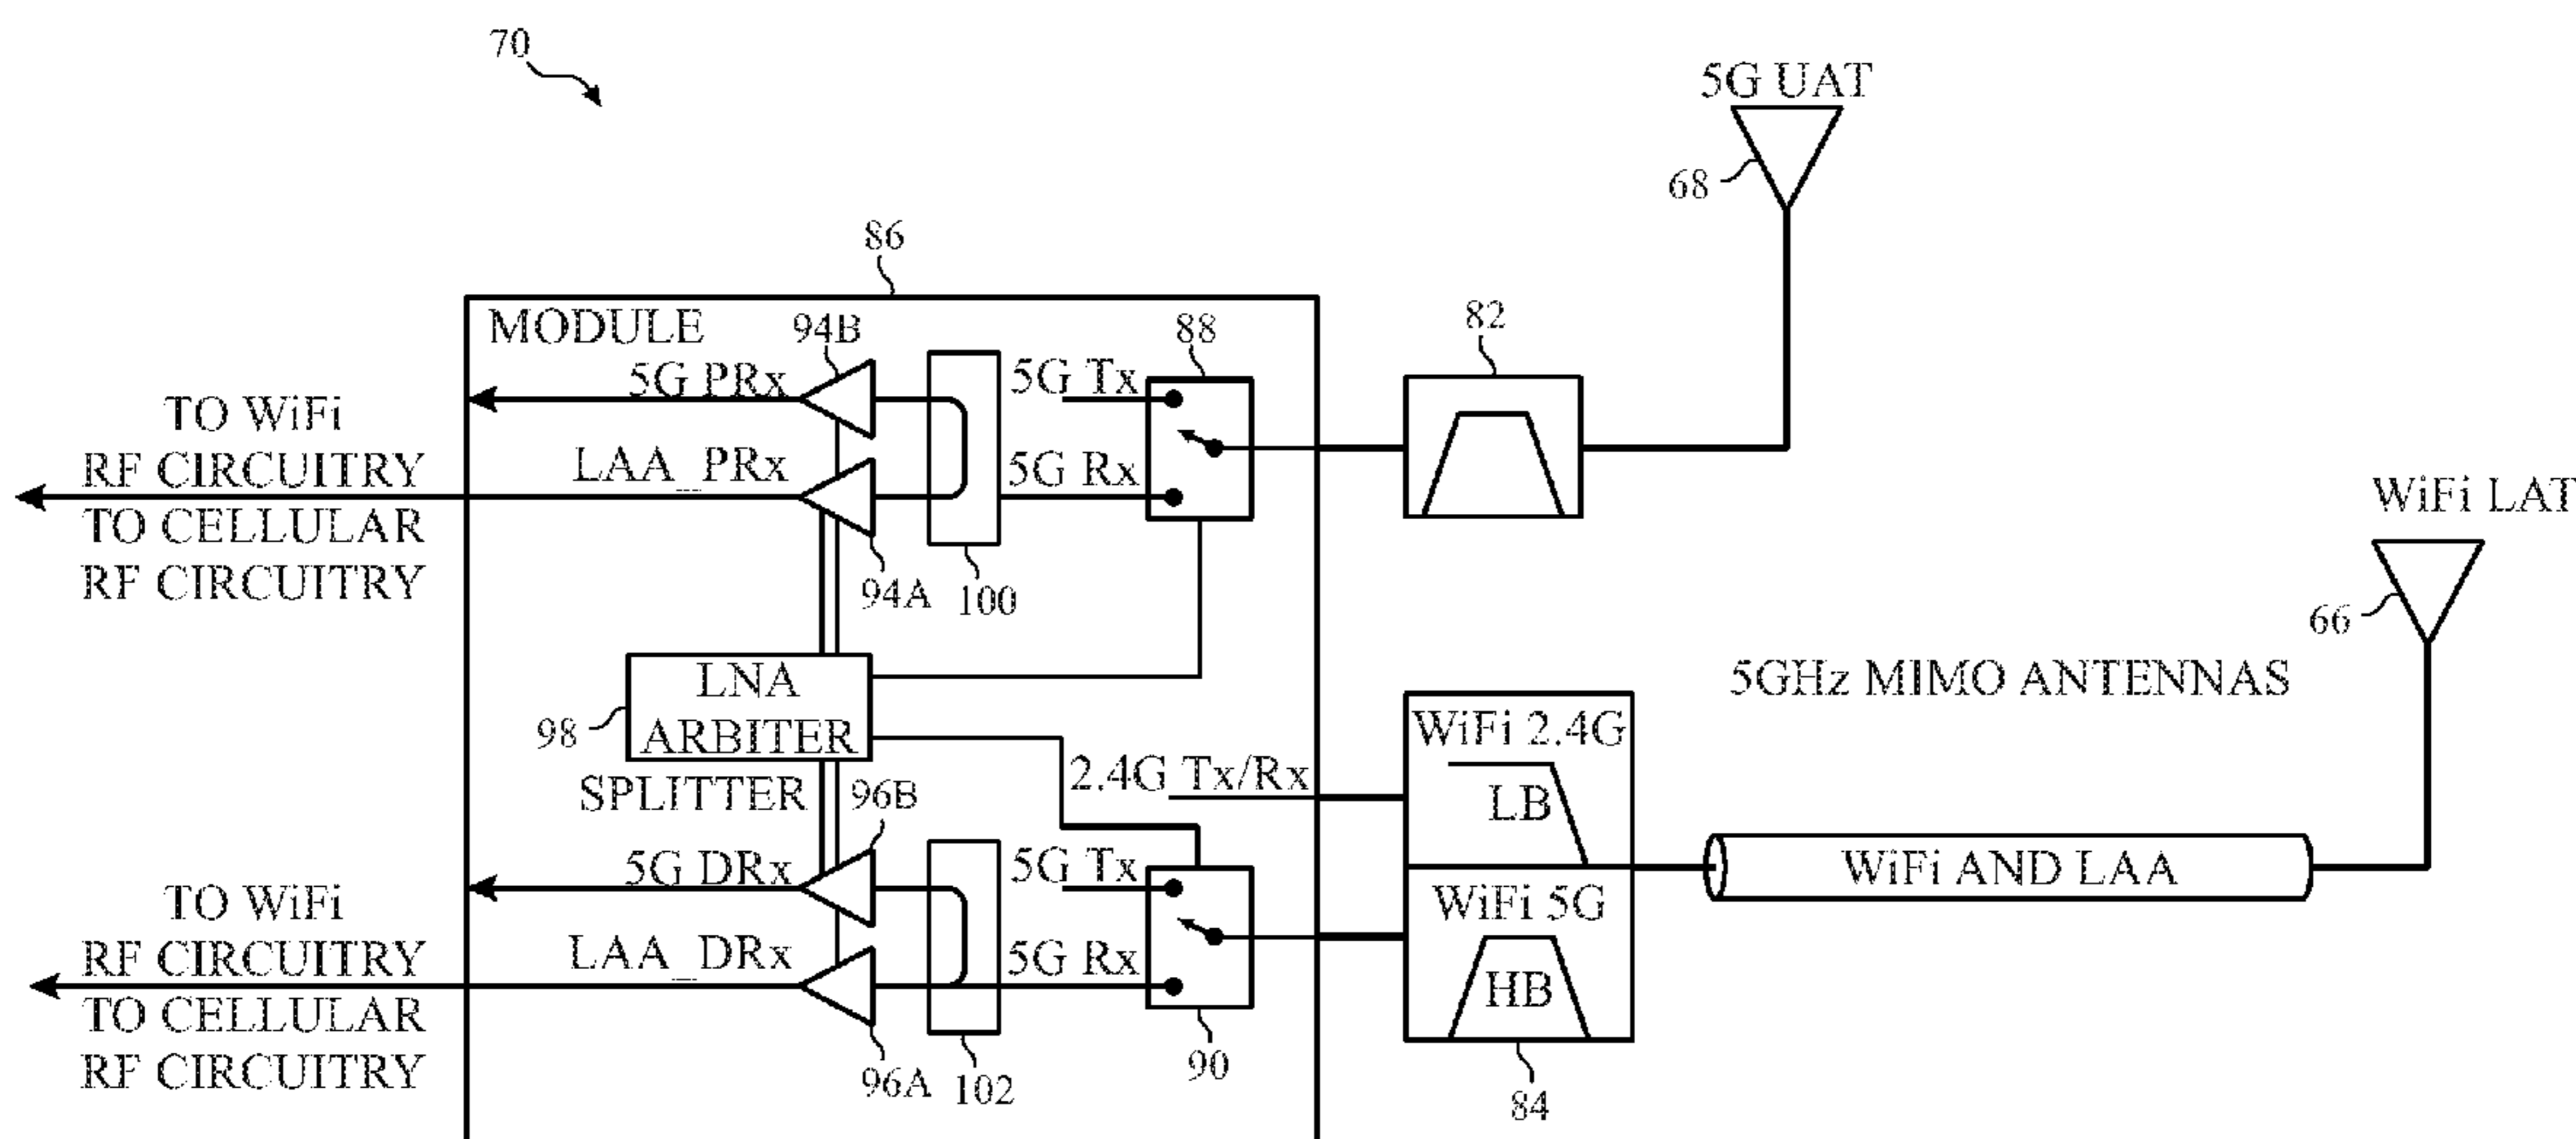 70
5G UAT
68
86
MODULE
94B
88
82
5G PRx
5G Tx
TO WiFi
RF CIRCUITRY
LAA_PRx
5G Rx
WiFi LAT
TO CELLULAR
RF CIRCUITRY
94A
100
66
LNA
ARBITER
98
5GHz MIMO ANTENNAS
WiFi 2.4G
SPLITTER
96B
2.4G Tx/Rx
LB
5G DRx
5G Tx
WiFi AND LAA
TO WiFi
RF CIRCUITRY
WiFi 5G
LAA_DRx
5G Rx
HB
TO CELLULAR
RF CIRCUITRY
96A
102
90
84